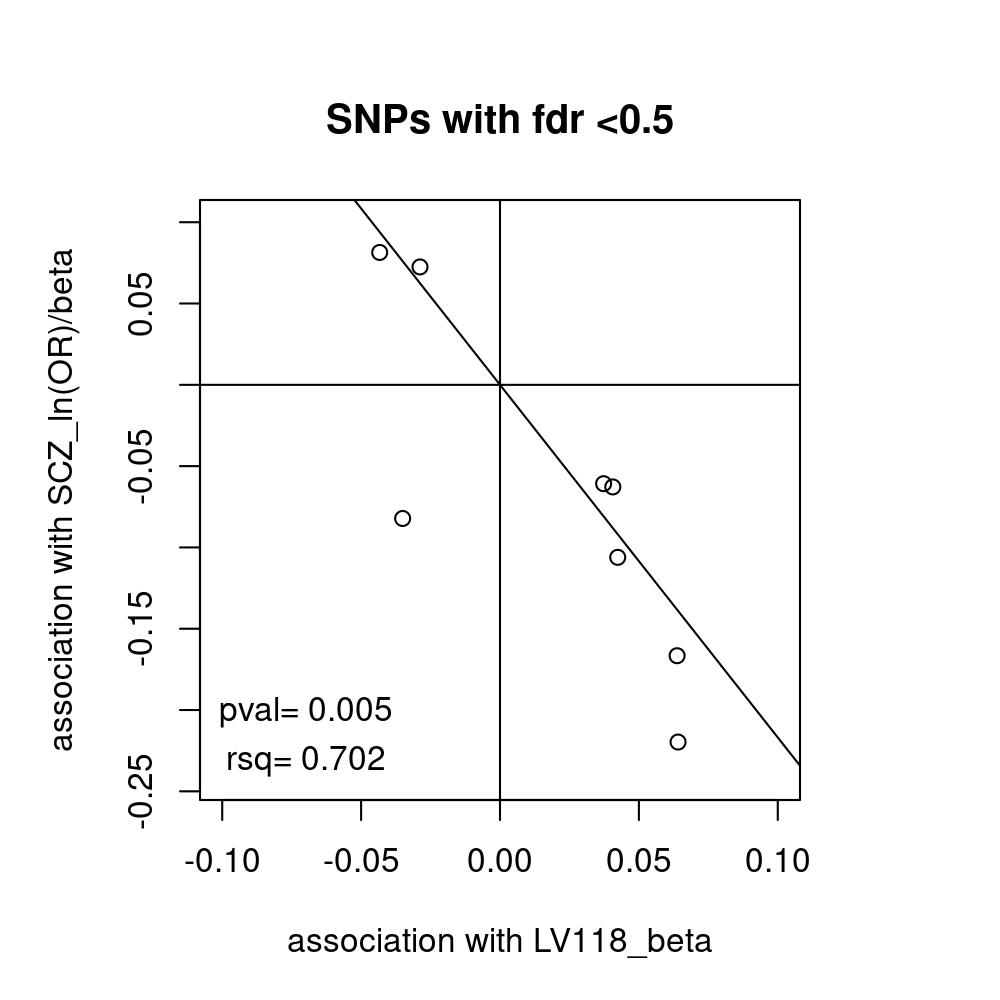 SNPs with fdr <0.5
association with SCZ_ln(OR)/beta
0.05
-0.05
-0.15
-0.25
pval= 0.005
rsq= 0.702
-0.10 -0.05 0.00 0.05 0.10
association with LV118_beta